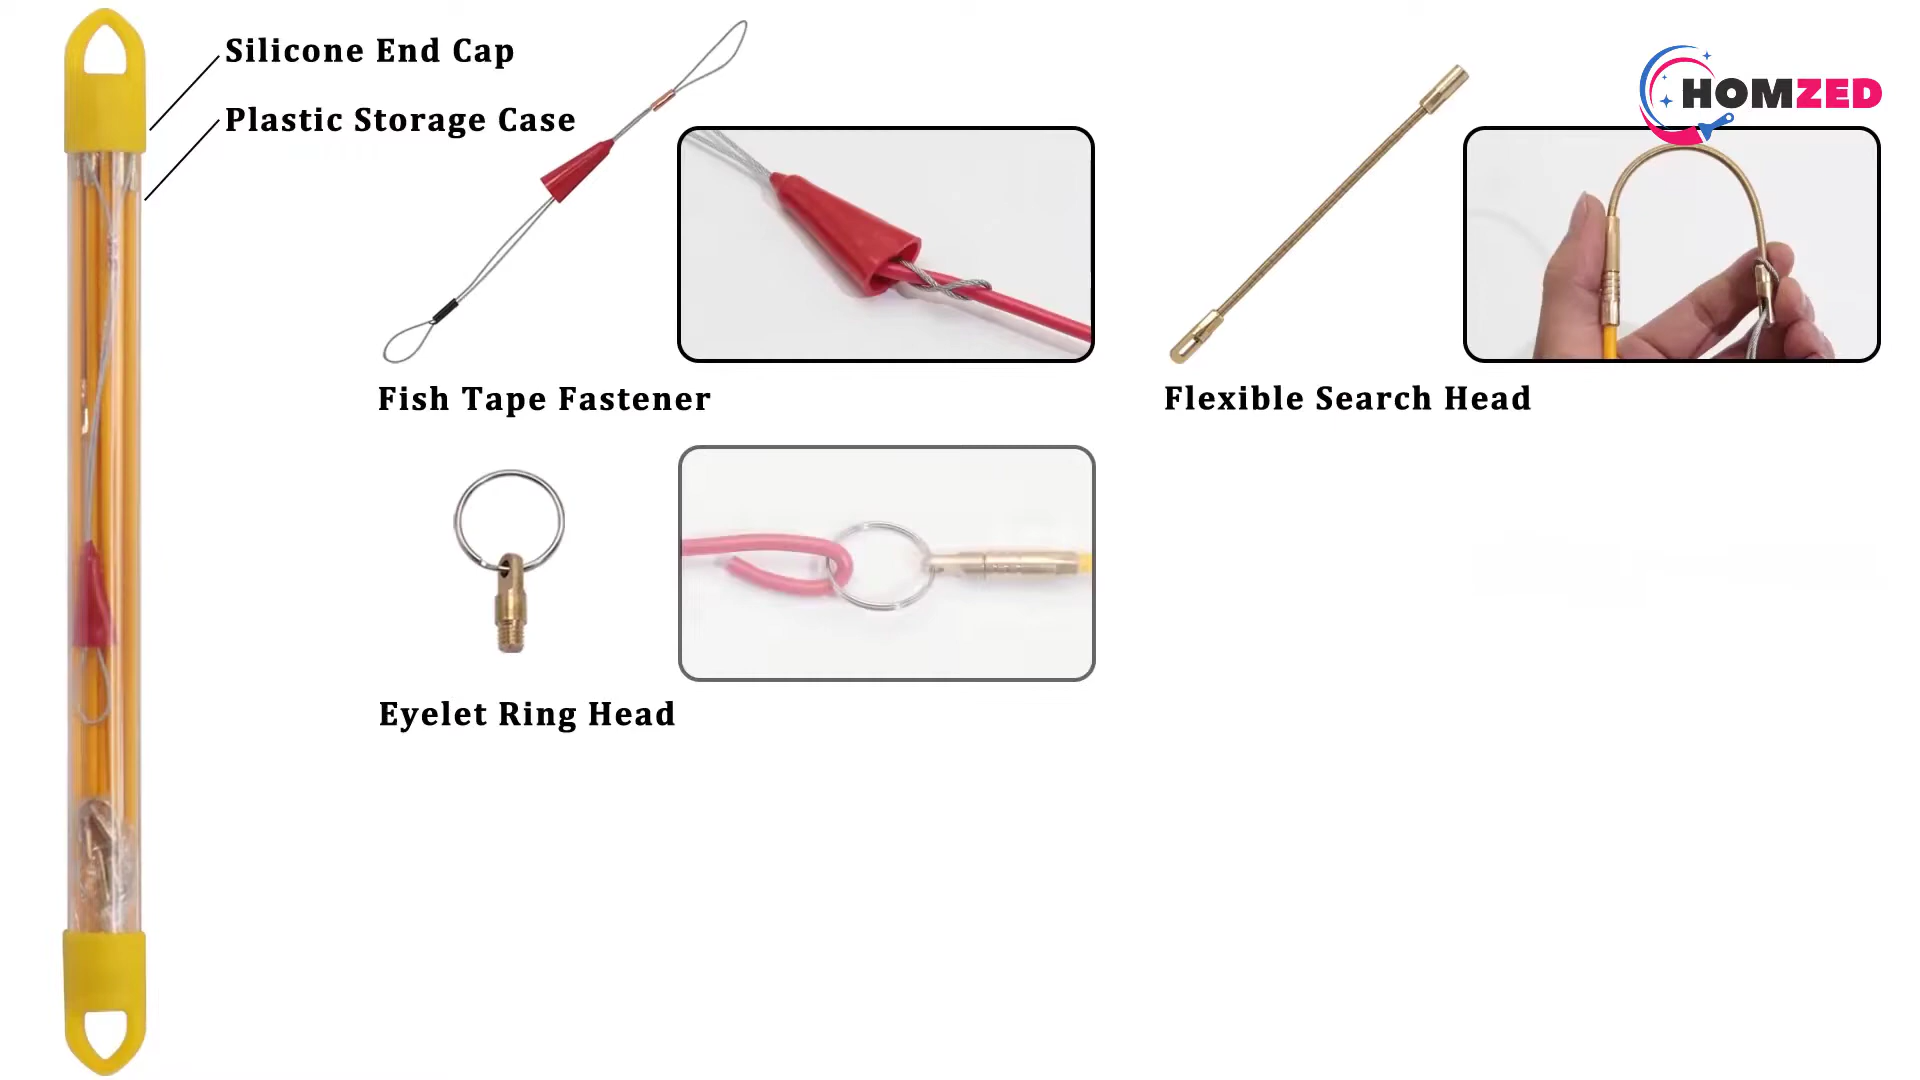 Silicone End Cap
Plastic Storage Case
HOMZED
Fish Tape Fastener
Flexible Search Head
Eyelet Ring Head